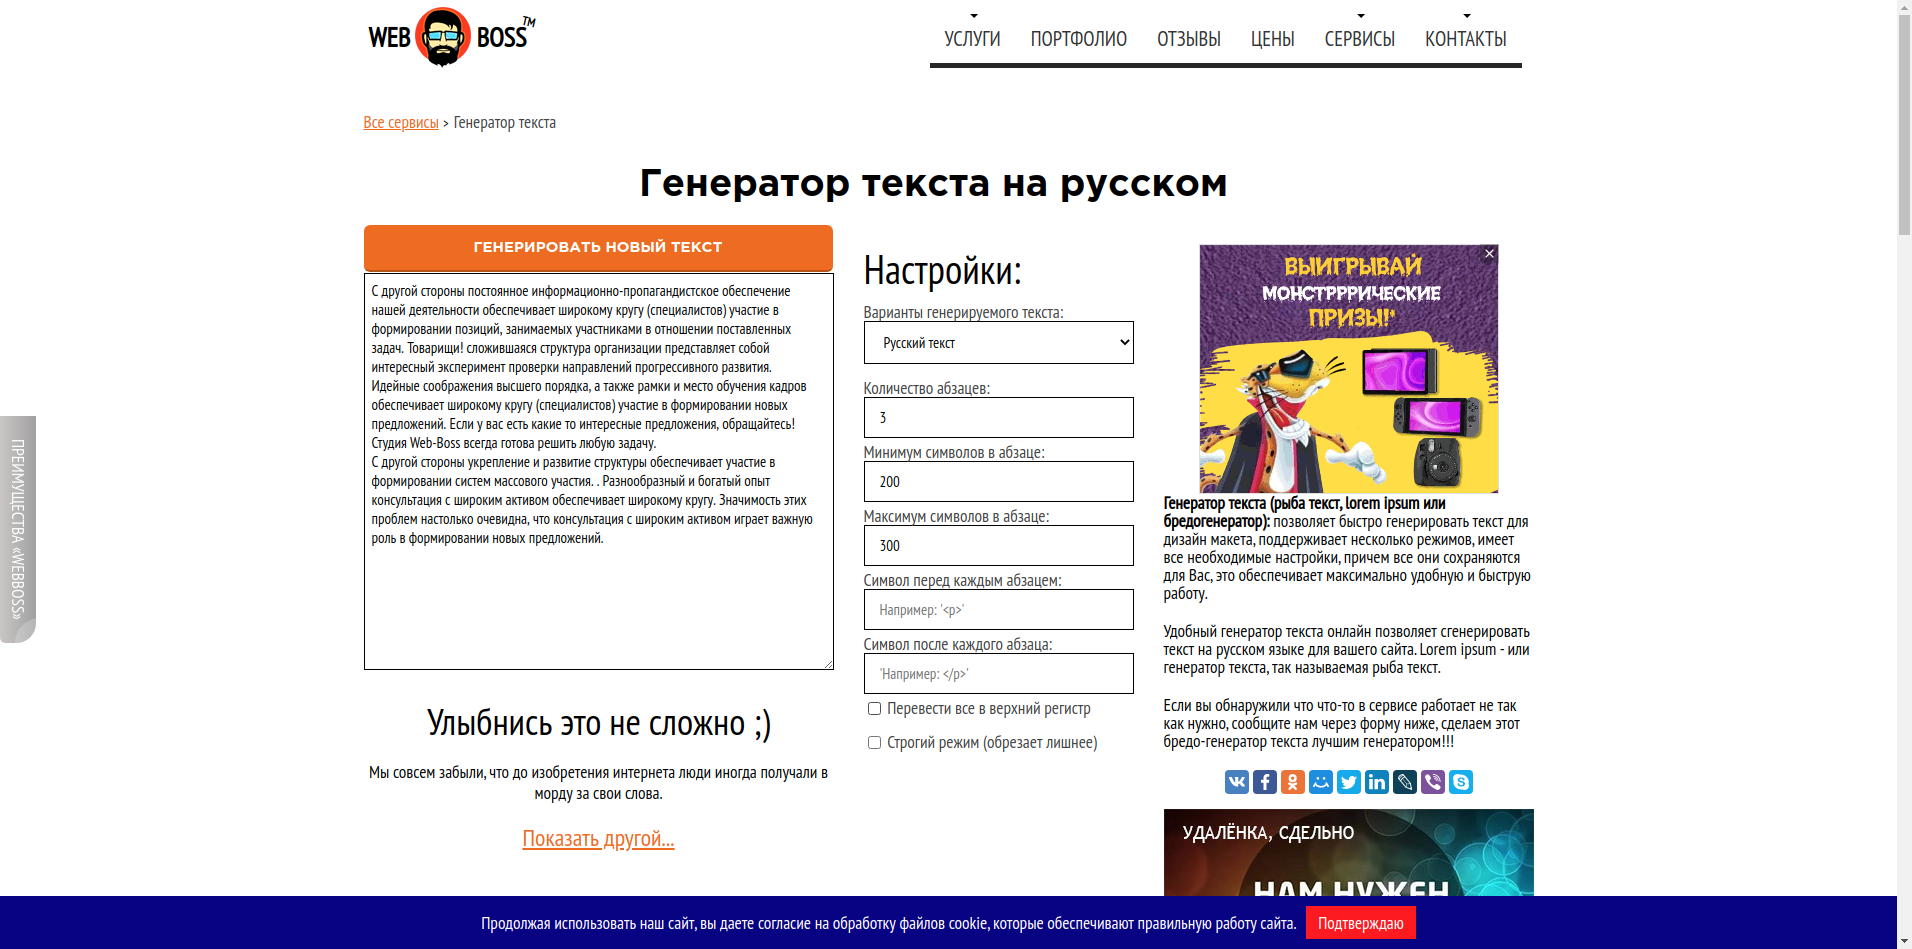 WEB BOSS TM
УСЛУГИ ПОРТФОЛИО ОТЗЫВЫ ЦЕНЫ СЕРВИСЫ КОНТАКТЫ
Все сервисы > Генератор текста
Генератор текста на русском
ГЕНЕРИРОВАТЬ НОВЫЙ ТЕКСТ
С другой стороны постоянное информационно-пропагандистское обеспечение
нашей деятельности обеспечивает широкому кругу (специалистов) участие в
формировании позиций, занимаемых участниками в отношении поставленных
задач. Товарищи! сложившаяся структура организации представляет собой
интересный эксперимент проверки направлений прогрессивного развития.
Идейные соображения высшего порядка, а также рамки и место обучения кадров
обеспечивает широкому кругу (специалистов) участие в формировании новых
предложений. Если у вас есть какие то интересные предложения, обращайтесь!
Студия Web-Boss всегда готова решить любую задачу.
С другой стороны укрепление и развитие структуры обеспечивает участие в
формировании систем массового участия. . Разнообразный и богатый опыт
консультация с широким активом обеспечивает широкому кругу. Значимость этих
проблем настолько очевидна, что консультация с широким активом играет важную
роль в формировании новых предложений.
Улыбнись это не сложно ;)
Мы совсем забыли, что до изобретения интернета люди иногда получали в
морду за свои слова.
Показать другой...
Настройки:
Варианты генерируемого текста:
Русский текст
Количество абзацев:
3
Минимум символов в абзаце:
200
Максимум символов в абзаце:
300
Символ перед каждым абзацем:
Например: '<p>'
Символ после каждого абзаца:
'Например: </p>'
Перевести все в верхний регистр
Строгий режим (обрезает лишнее)
ВЫИГРЫВАЙ
МОНСТРРРИЧЕСКИЕ
ПРИЗЫ!*
Генератор текста (рыба текст, lorem ipsum или
бредогенератор): позволяет быстро генерировать текст для
дизайн макета, поддерживает несколько режимов, имеет
все необходимые настройки, причем все они сохраняются
для Вас, это обеспечивает максимально удобную и быструю
работу.
Удобный генератор текста онлайн позволяет сгенерировать
текст на русском языке для вашего сайта. Lorem ipsum - или
генератор текста, так называемая рыба текст.
Если вы обнаружили что что-то в сервисе работает не так
как нужно, сообщите нам через форму ниже, сделаем этот
бредо-генератор текста лучшим генератором!!!
УДАЛЁНКА, СДЕЛЬНО
НАМ НУЖЕН
ПРЕИМУЩЕСТВА «WEBBOSS»
Продолжая использовать наш сайт, вы даете согласие на обработку файлов cookie, которые обеспечивают правильную работу сайта. Подтверждаю